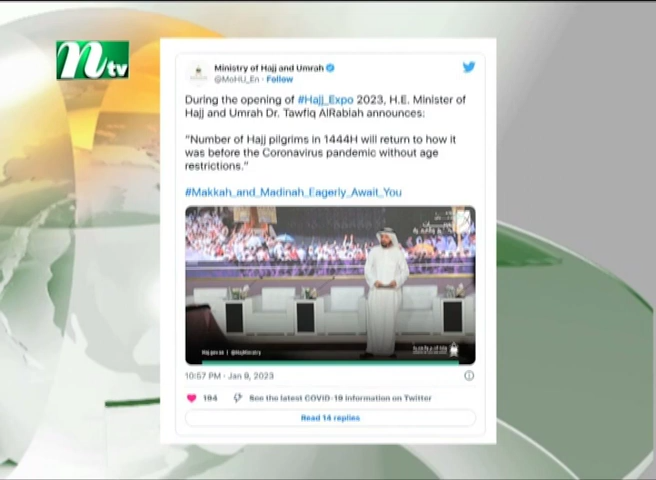 ntv
Ministry of Hajj and Umrah
@MoHU_En · Follow
During the opening of #Hajj_Expo 2023, H.E. Minister of
Hajj and Umrah Dr. Tawfiq AlRabiah announces:
“Number of Hajj pilgrims in 1444H will return to how it
was before the Coronavirus pandemic without age
restrictions.”
#Makkah_and_Madinah_Eagerly_Await_You
10:57 PM · Jan 9, 2023
194 See the latest COVID-19 information on Twitter
Read 14 replies